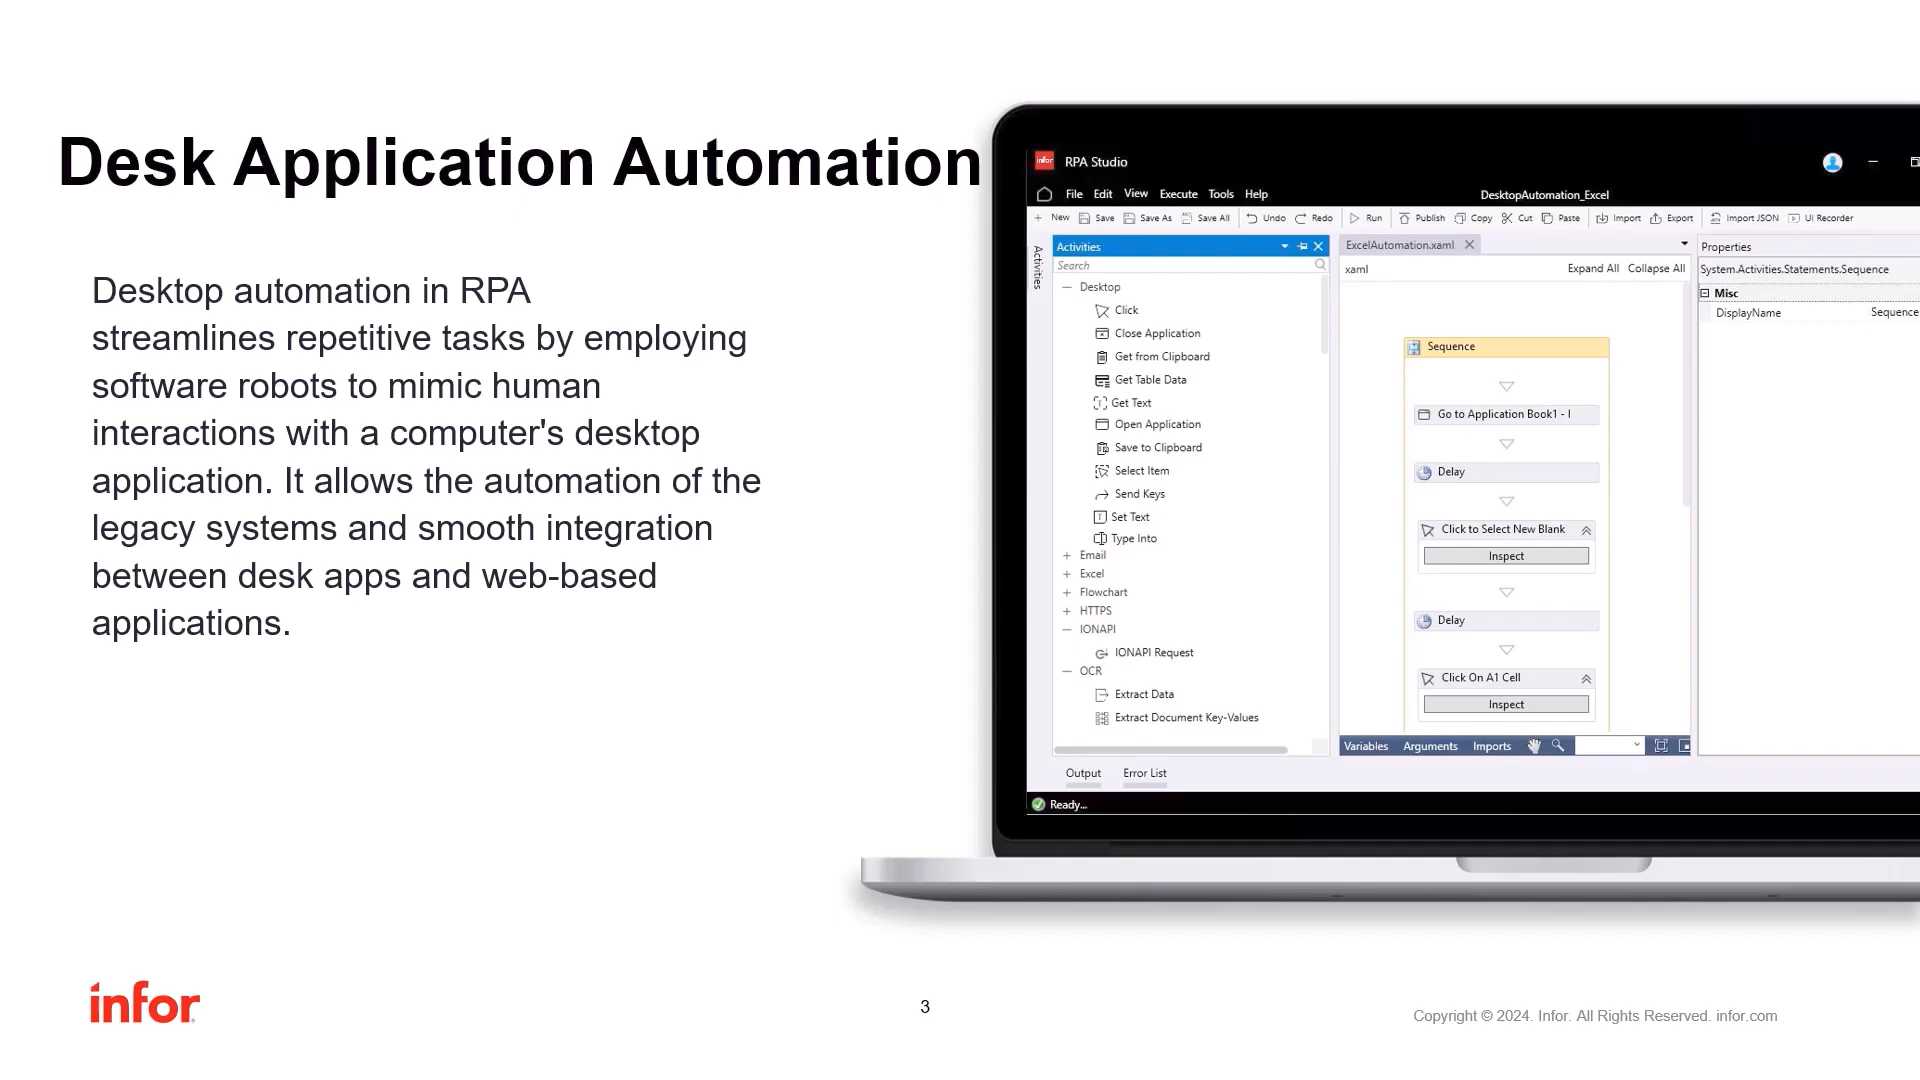 Desk Application Automation
Desktop automation in RPA
streamlines repetitive tasks by employing
software robots to mimic human
interactions with a computer's desktop
application. It allows the automation of the
legacy systems and smooth integration
between desk apps and web-based
applications.
infor
RPA Studio
File Edit View Execute Tools Help
DesktopAutomation_Excel
New Save Save As Save All Undo Redo Run Publish Copy Cut Paste Import Export Import JSON UI Recorder
Activities
Activities
Search
Desktop
Click
Close Application
Get from Clipboard
Get Table Data
Get Text
Open Application
Save to Clipboard
Select Item
Send Keys
Set Text
Type Into
Email
Excel
Flowchart
HTTPS
IONAPI
IONAPI Request
OCR
Extract Data
Extract Document Key-Values
ExcelAutomation.xaml
xaml
Expand All Collapse All
Sequence
Go to Application Book1 - I
Delay
Click to Select New Blank
Inspect
Delay
Click On A1 Cell
Inspect
Variables Arguments Imports
Properties
System.Activities.Statements.Sequence
Misc
DisplayName Sequence
Output Error List
Ready...
infor
3
Copyright © 2024. Infor. All Rights Reserved. infor.com